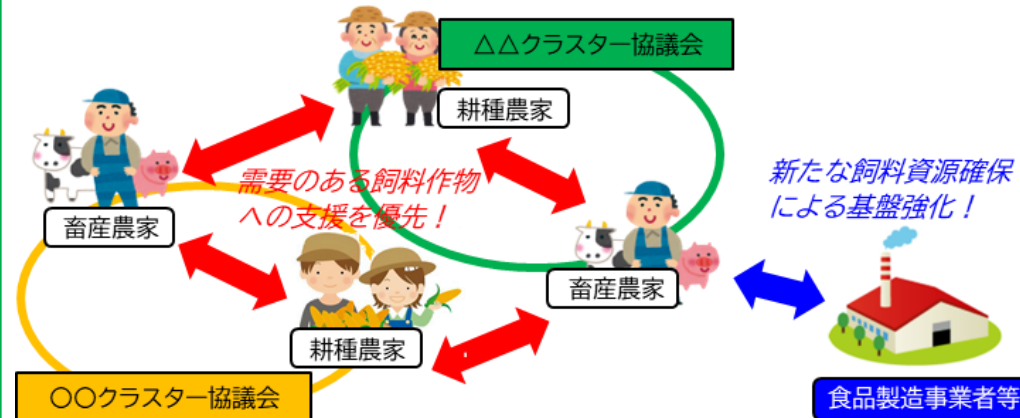 △△クラスター協議会
耕種農家
需要のある飼料作物
への支援を優先！
新たな飼料資源確保
による基盤強化！
畜産農家
畜産農家
耕種農家
〇〇クラスター協議会
食品製造事業者等